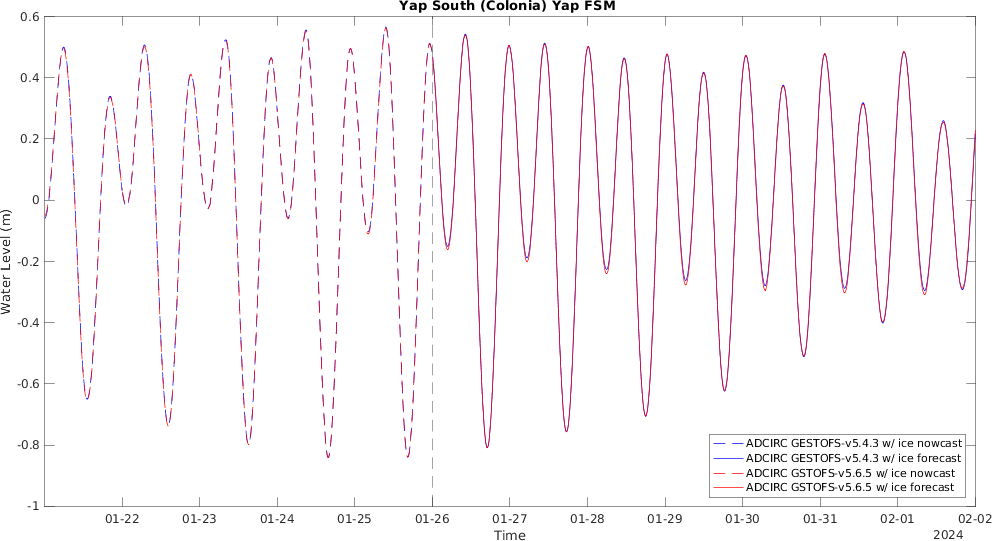 Yap South (Colonia) Yap FSM
0.6
0.4
0.2
0
-0.2
-0.4
-0.6
-0.8
-1
Water Level (m)
01-22 01-23 01-24 01-25 01-26 01-27 01-28 01-29 01-30 01-31 02-01 02-02
Time
2024
ADCIRC GESTOFS-v5.4.3 w/ ice nowcast
ADCIRC GESTOFS-v5.4.3 w/ ice forecast
ADCIRC GSTOFS-v5.6.5 w/ ice nowcast
ADCIRC GSTOFS-v5.6.5 w/ ice forecast